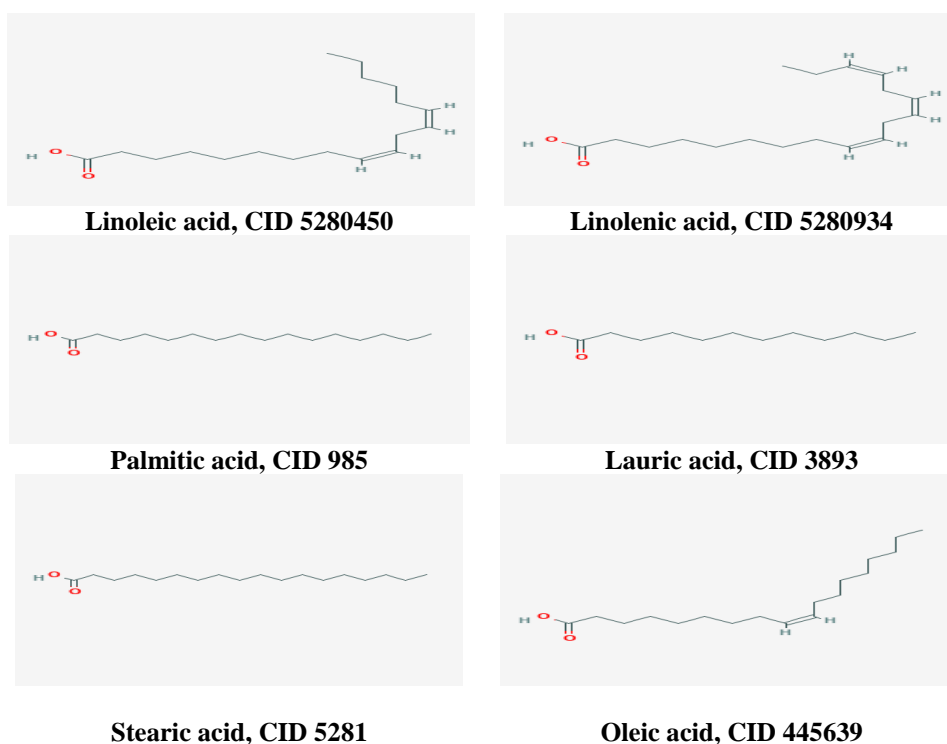 H O O H H H H
H O O H H H H H H
Linoleic acid, CID 5280450
Linolenic acid, CID 5280934
H O O
H O O
Palmitic acid, CID 985
Lauric acid, CID 3893
H O O
H O O H H
Stearic acid, CID 5281
Oleic acid, CID 445639